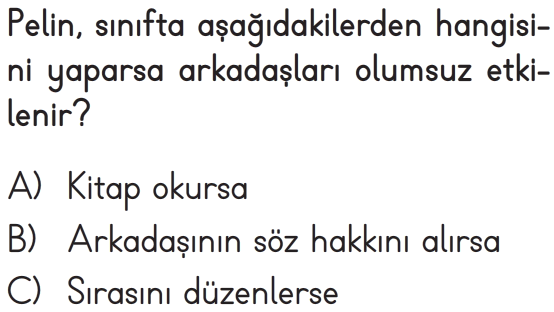 Pelin, sınıfta aşağıdakilerden hangisi-
ni yaparsa arkadaşları olumsuz etki-
lenir?
A) Kitap okursa
B) Arkadaşının söz hakkını alırsa
C) Sırasını düzenlerse